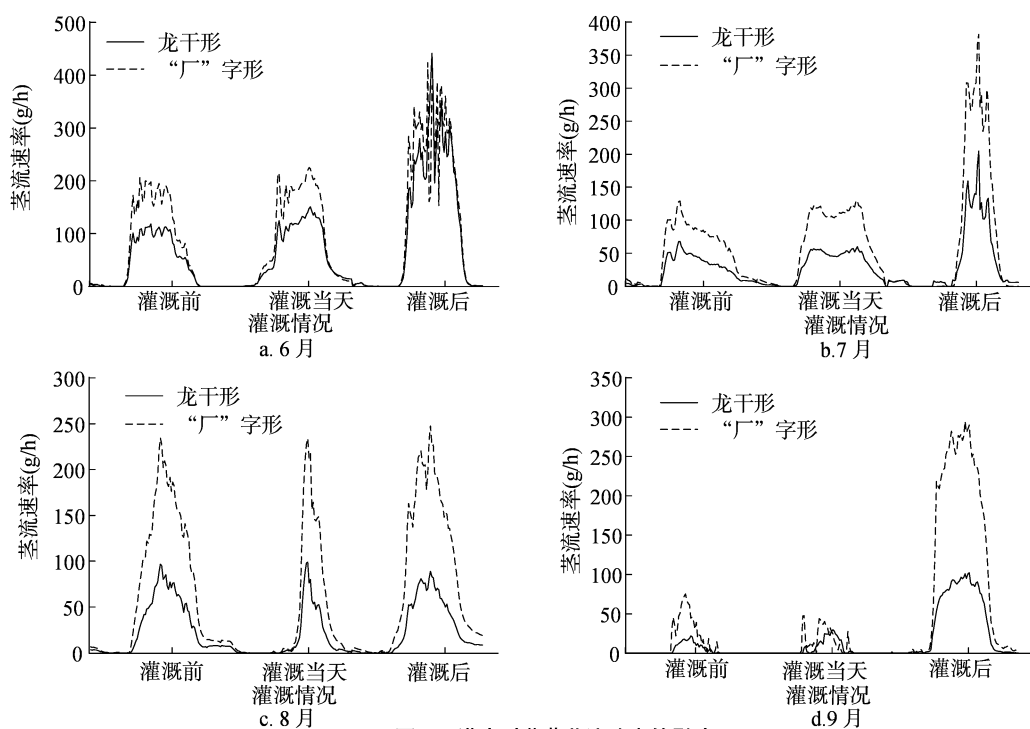 500
400
300
200
100
0
茎流速率(g/h)
龙干形
“厂”字形
灌溉前
灌溉当天
灌溉后
灌溉情况
a. 6 月
400
350
300
250
200
150
100
50
0
茎流速率(g/h)
龙干形
“厂”字形
灌溉前
灌溉当天
灌溉后
灌溉情况
b.7 月
300
250
200
150
100
50
0
茎流速率(g/h)
龙干形
“厂”字形
灌溉前
灌溉当天
灌溉后
灌溉情况
c. 8 月
350
300
250
200
150
100
50
0
茎流速率(g/h)
龙干形
“厂”字形
灌溉前
灌溉当天
灌溉后
灌溉情况
d.9 月